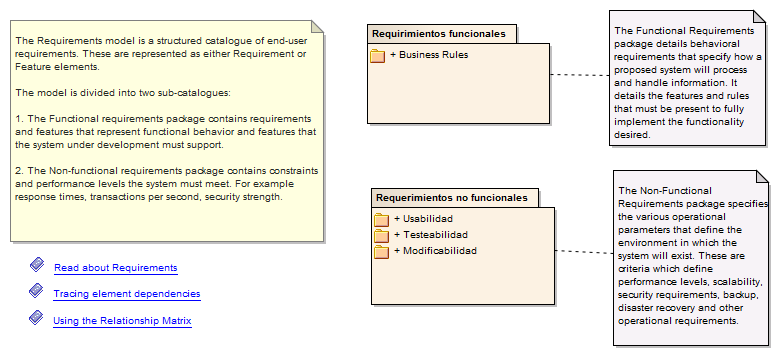 The Requirements model is a structured catalogue of end-user
requirements. These are represented as either Requirement or
Feature elements.
The model is divided into two sub-catalogues:
1. The Functional requirements package contains requirements
and features that represent functional behavior and features that
the system under development must support.
2. The Non-functional requirements package contains constraints
and performance levels the system must meet. For example
response times, transactions per second, security strength.
Read about Requirements
Tracing element dependencies
Using the Relationship Matrix
Requirimientos funcionales
+ Business Rules
The Functional Requirements
package details behavioral
requirements that specify how a
proposed system will process
and handle information. It
details the features and rules
that must be present to fully
implement the functionality
desired.
Requerimientos no funcionales
+ Usabilidad
+ Testeabilidad
+ Modificabilidad
The Non-Functional
Requirements package specifies
the various operational
parameters that define the
environment in which the
system will exist. These are
criteria which define
performance levels, scalability,
security requirements, backup,
disaster recovery and other
operational requirements.